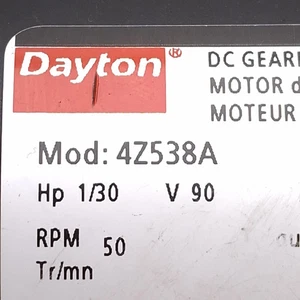 Dayton®
DC GEAR
MOTOR d
MOTEUR
Mod: 4Z538A
Hp 1/30 V 90
RPM 50
Tr/mn